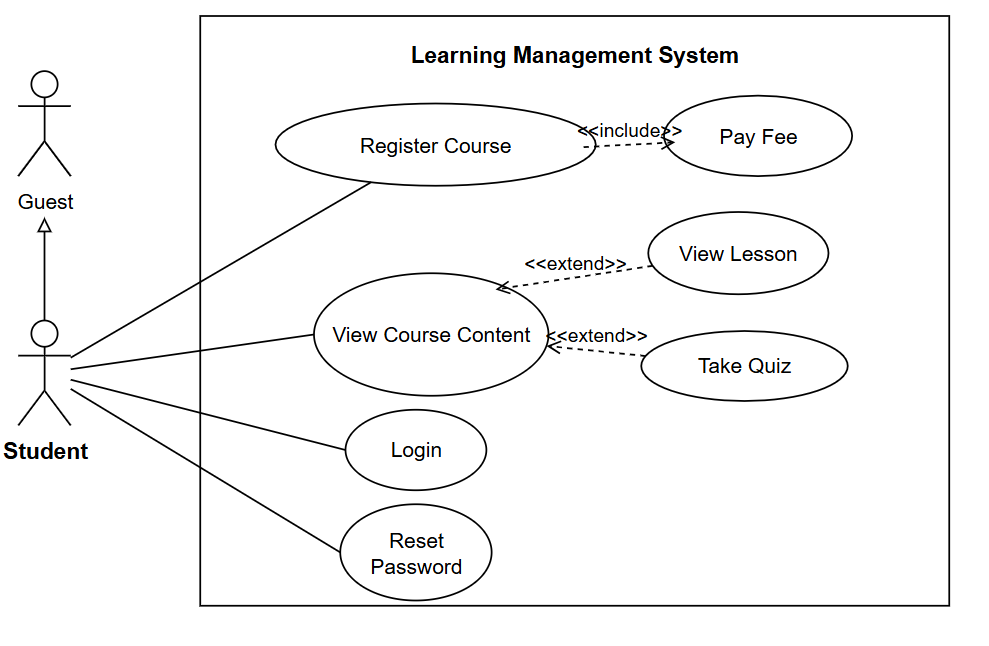 Learning Management System
Guest
Student
Register Course
<<include>>
Pay Fee
<<extend>>
View Lesson
View Course Content
<<extend>>
Take Quiz
Login
Reset
Password